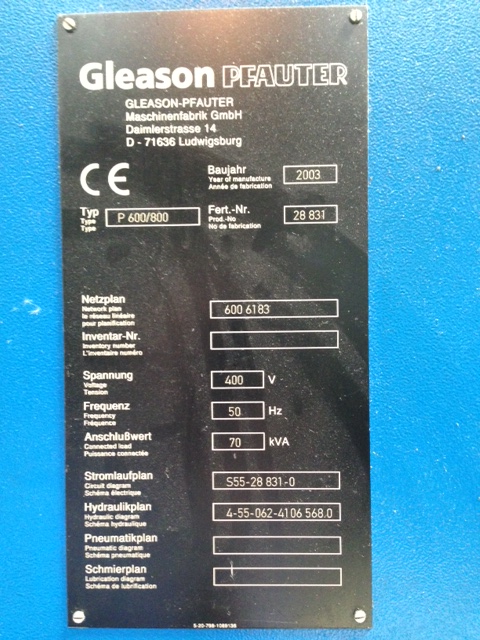 Gleason PFAUTER
GLEASON-PFAUTER
Maschinenfabrik GmbH
Daimlerstrasse 14
D - 71636 Ludwigsburg
CE
Baujahr
Year of manufacture
Année de fabrication
2003
Typ
Type
Type
P 600/800
Fert.-Nr.
Prod.-No
No de fabrication
28 831
Netzplan
Network plan
le réseau linéaire
pour planification
600 6183
Inventar-Nr.
Inventory number
L'inventaire numéro
Spannung
Voltage
Tension
400 V
Frequenz
Frequency
Fréquence
50 Hz
Anschlußwert
Connected load
Puissance connectée
70 kVA
Stromlaufplan
Circuit diagram
Schéma électrique
S55-28 831-0
Hydraulikplan
Hydraulic diagram
Schéma hydraulique
4-55-062-4106 568.0
Pneumatikplan
Pneumatic diagram
Schéma pneumatique
Schmierplan
Lubrication diagram
Schéma de lubrification